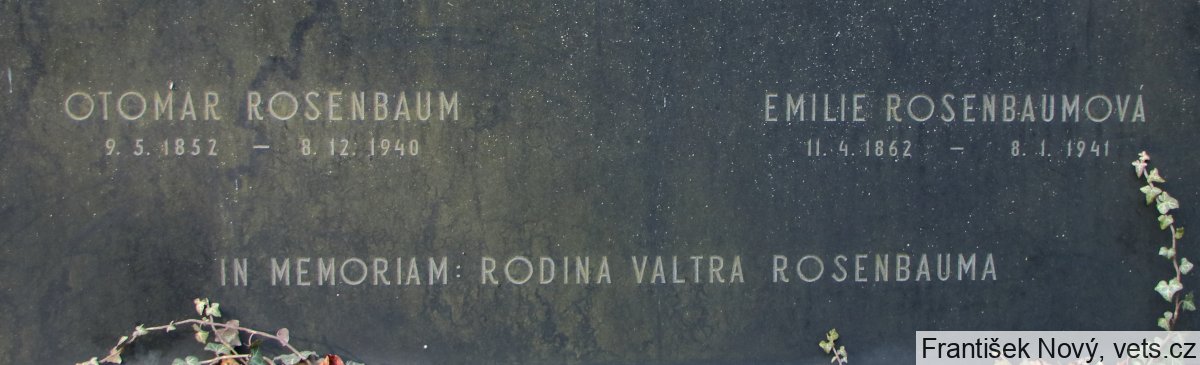 OTOMAR ROSENBAUM
9. 5. 1852 – 8. 12. 1940
EMILIE ROSENBAUMOVÁ
11. 4. 1862 – 8. 1. 1941
IN MEMORIAM: RODINA VALTRA ROSENBAUMA
František Nový, vets.cz